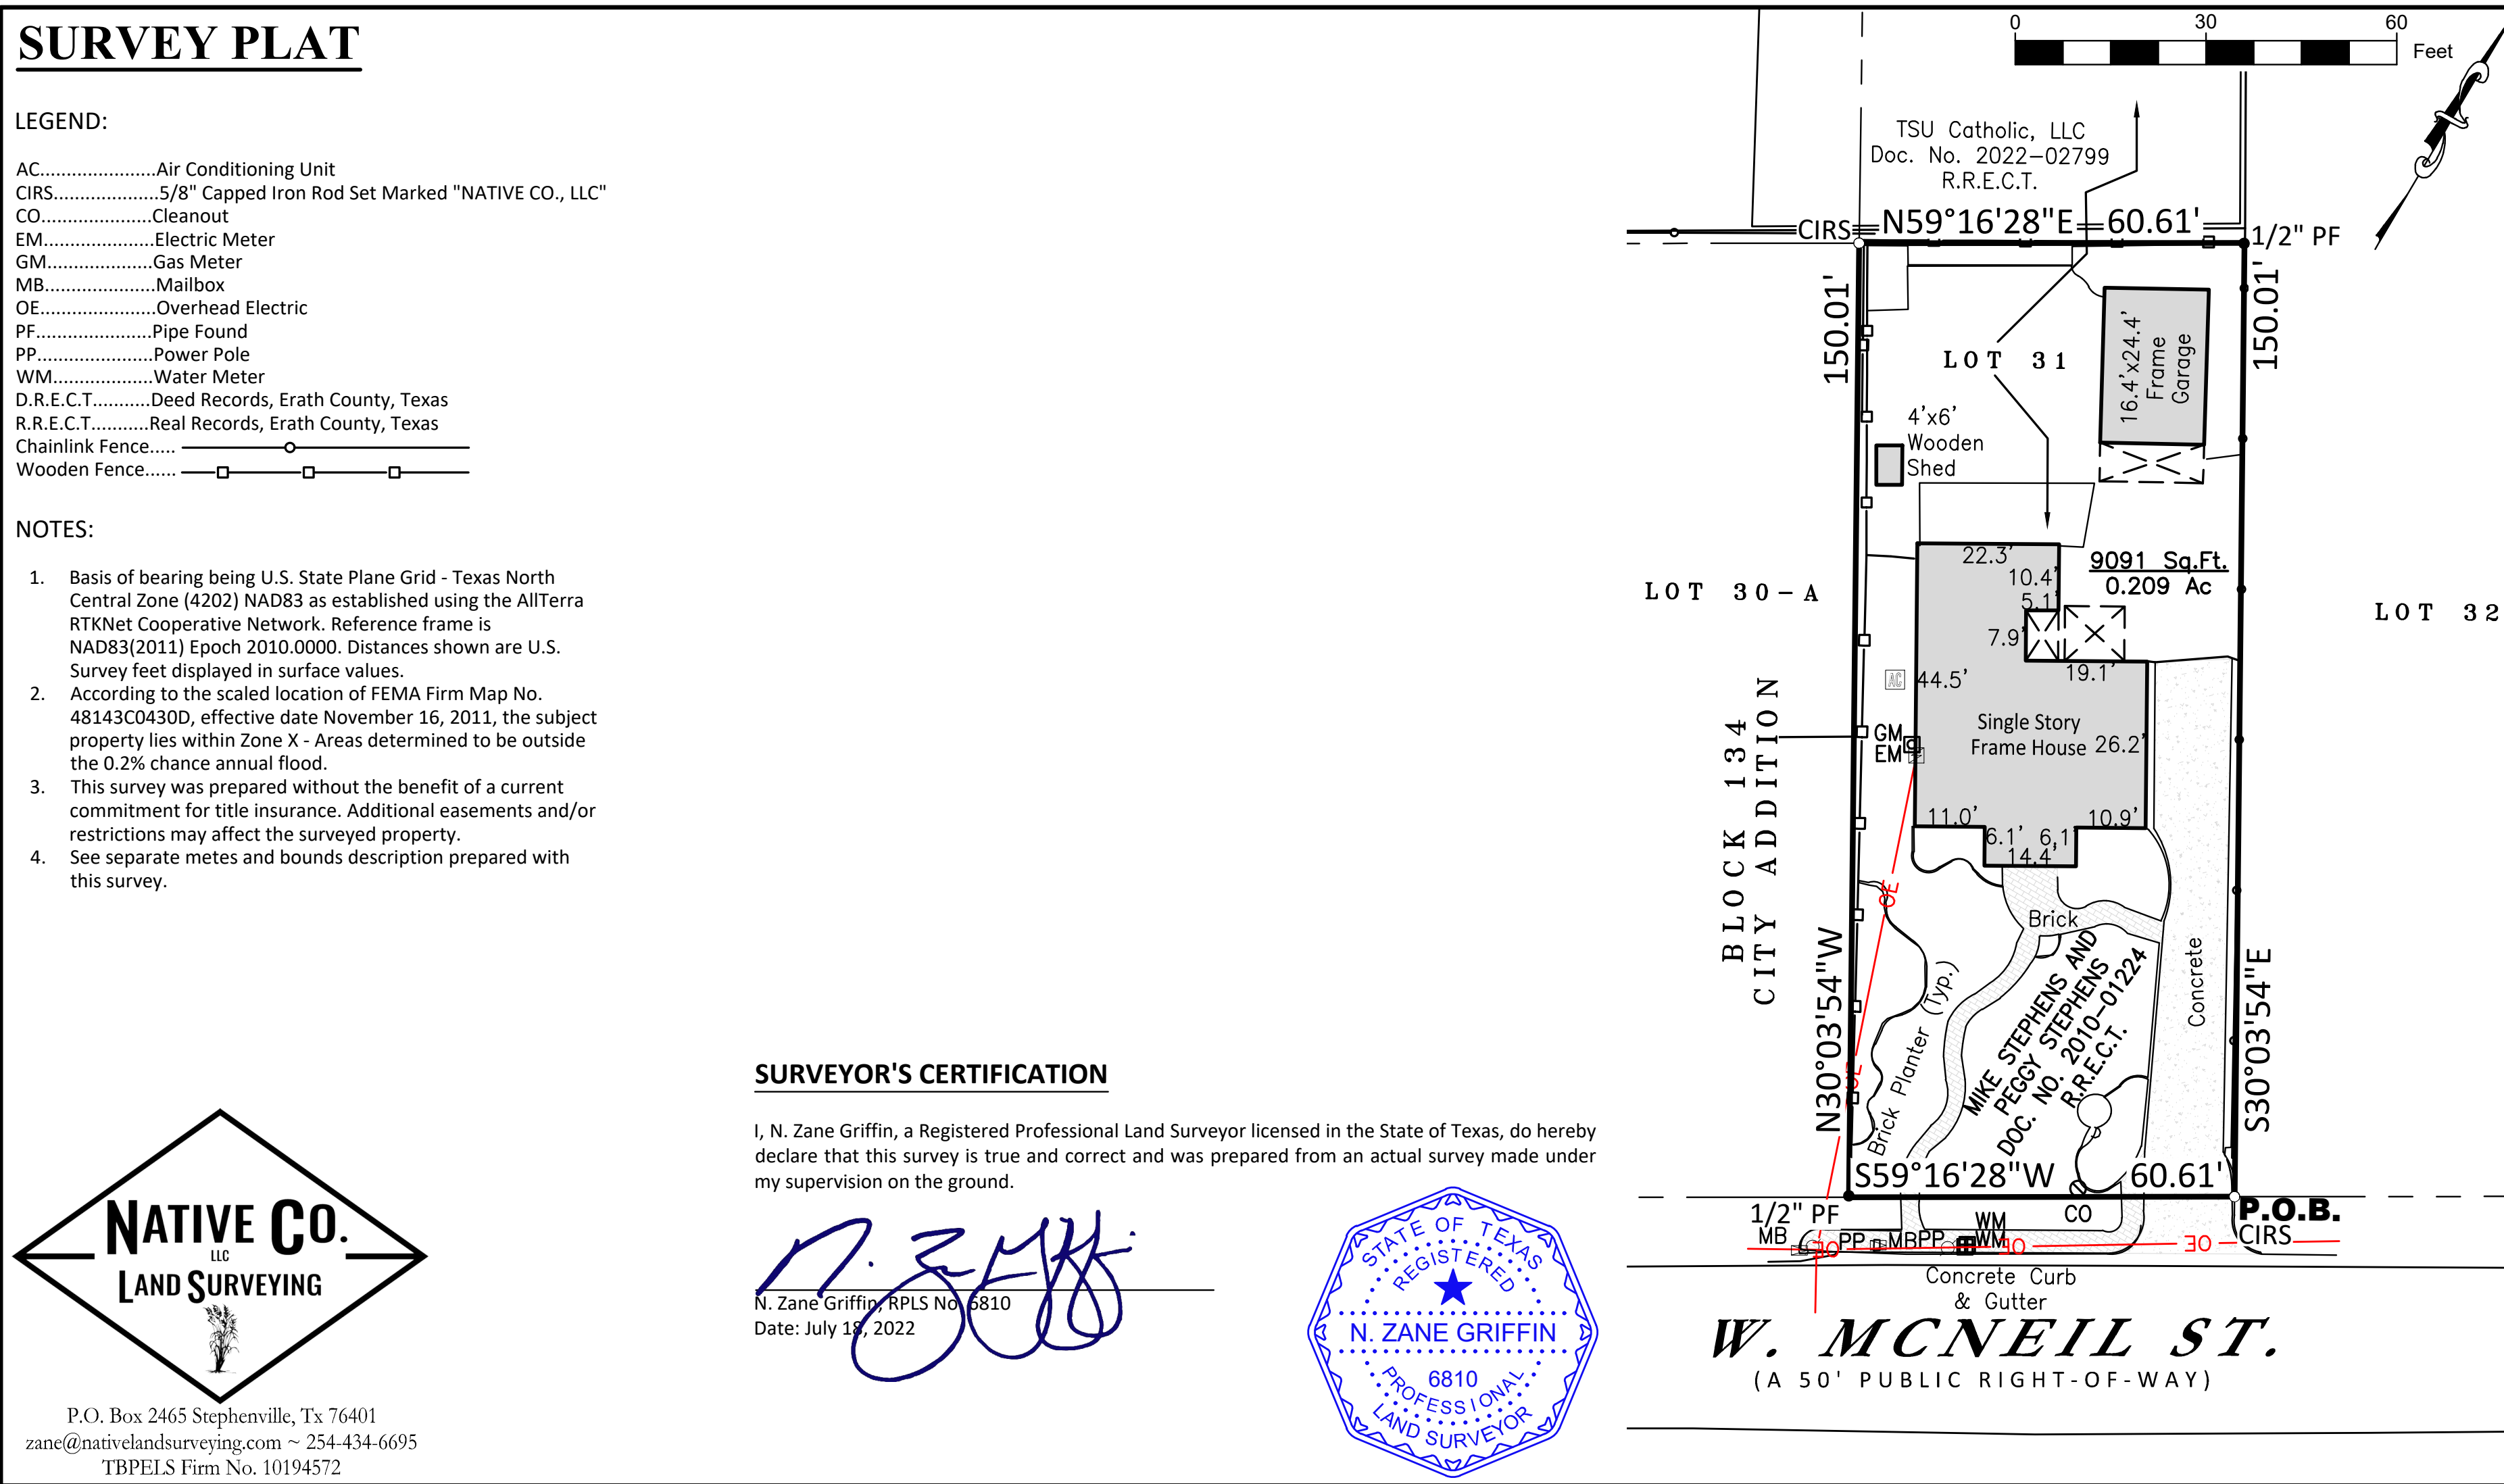 SURVEY PLAT
LEGEND:
AC......................Air Conditioning Unit
CIRS....................5/8" Capped Iron Rod Set Marked "NATIVE CO., LLC"
CO.....................Cleanout
EM.....................Electric Meter
GM....................Gas Meter
MB.....................Mailbox
OE......................Overhead Electric
PF......................Pipe Found
PP......................Power Pole
WM...................Water Meter
D.R.E.C.T...........Deed Records, Erath County, Texas
R.R.E.C.T...........Real Records, Erath County, Texas
Chainlink Fence.....
Wooden Fence......
NOTES:
1. Basis of bearing being U.S. State Plane Grid - Texas North
Central Zone (4202) NAD83 as established using the AllTerra
RTKNet Cooperative Network. Reference frame is
NAD83(2011) Epoch 2010.0000. Distances shown are U.S.
Survey feet displayed in surface values.
2. According to the scaled location of FEMA Firm Map No.
48143C0430D, effective date November 16, 2011, the subject
property lies within Zone X - Areas determined to be outside
the 0.2% chance annual flood.
3. This survey was prepared without the benefit of a current
commitment for title insurance. Additional easements and/or
restrictions may affect the surveyed property.
4. See separate metes and bounds description prepared with
this survey.
NATIVE CO.
LLC
LAND SURVEYING
P.O. Box 2465 Stephenville, Tx 76401
zane@nativelandsurveying.com ~ 254-434-6695
TBPELS Firm No. 10194572
SURVEYOR'S CERTIFICATION
I, N. Zane Griffin, a Registered Professional Land Surveyor licensed in the State of Texas, do hereby
declare that this survey is true and correct and was prepared from an actual survey made under
my supervision on the ground.
N. Zane Griffin, RPLS No. 6810
Date: July 18, 2022
STATE OF TEXAS
REGISTERED
N. ZANE GRIFFIN
6810
PROFESSIONAL
LAND SURVEYOR
0 30 60
Feet
TSU Catholic, LLC
Doc. No. 2022-02799
R.R.E.C.T.
CIRS
N59°16'28"E
60.61'
1/2" PF
150.01'
150.01'
LOT 31
16.4'x24.4'
Frame
Garage
4'x6'
Wooden
Shed
22.3'
10.4'
5.1'
7.9'
9091 Sq.Ft.
0.209 Ac
LOT 30-A
LOT 32
AC
44.5'
19.1'
BLOCK 134
CITY ADDITION
GM
EM
Single Story
Frame House
26.2'
11.0'
6.1'
6,1'
10.9'
14.4'
OE
Brick
Concrete
Brick Planter (Typ.)
MIKE STEPHENS AND
PEGGY STEPHENS
DOC. NO. 2010-01224
R.R.E.C.T.
N30°03'54"W
OE
S30°03'54"E
S59°16'28"W
60.61'
1/2" PF
P.O.B.
CIRS
MB
OE
PP
MB
PP
WM
WM
OE
CO
OE
Concrete Curb
& Gutter
W. MCNEIL ST.
(A 50' PUBLIC RIGHT-OF-WAY)